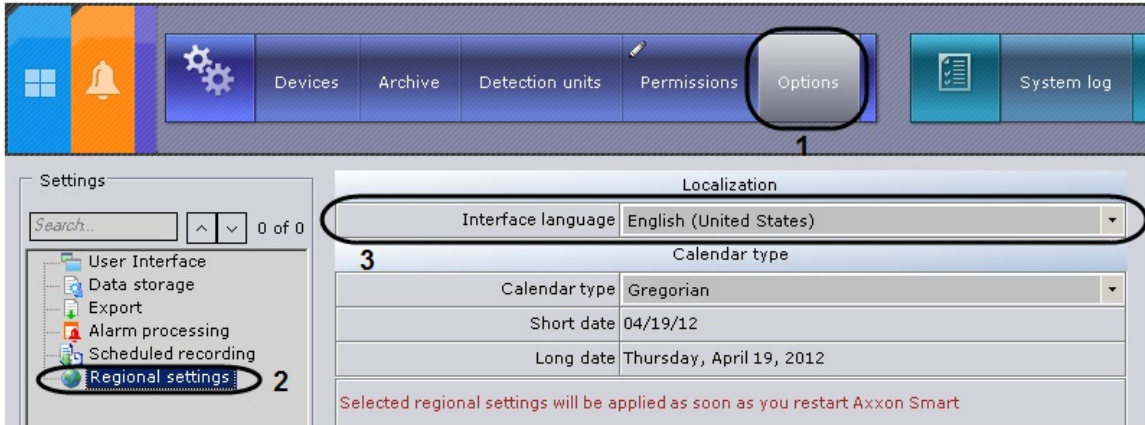 Devices Archive Detection units Permissions Options System log
1
Settings
Search... 0 of 0
User Interface
Data storage
Export
Alarm processing
Scheduled recording
Regional settings 2
Localization
Interface language English (United States)
3 Calendar type
Calendar type Gregorian
Short date 04/19/12
Long date Thursday, April 19, 2012
Selected regional settings will be applied as soon as you restart Axxon Smart